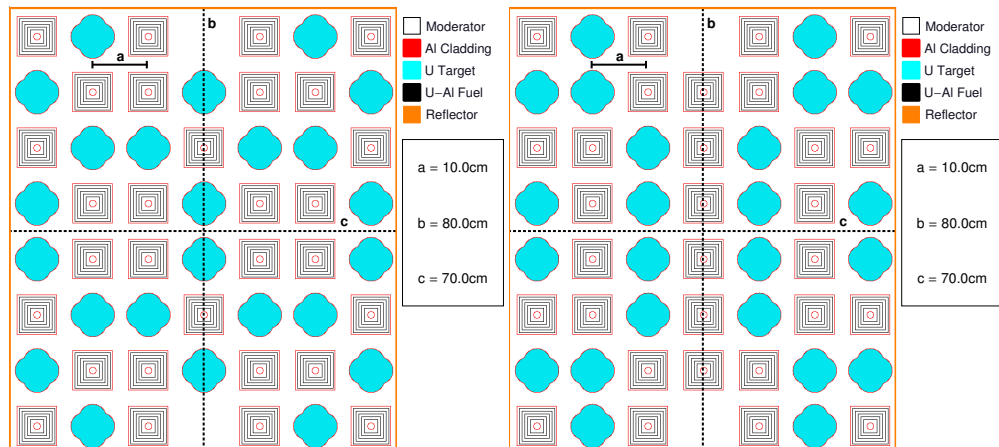 b
a
c
Moderator
Al Cladding
U Target
U−Al Fuel
Reflector
a = 10.0cm
b = 80.0cm
c = 70.0cm
b
a
c
Moderator
Al Cladding
U Target
U−Al Fuel
Reflector
a = 10.0cm
b = 80.0cm
c = 70.0cm